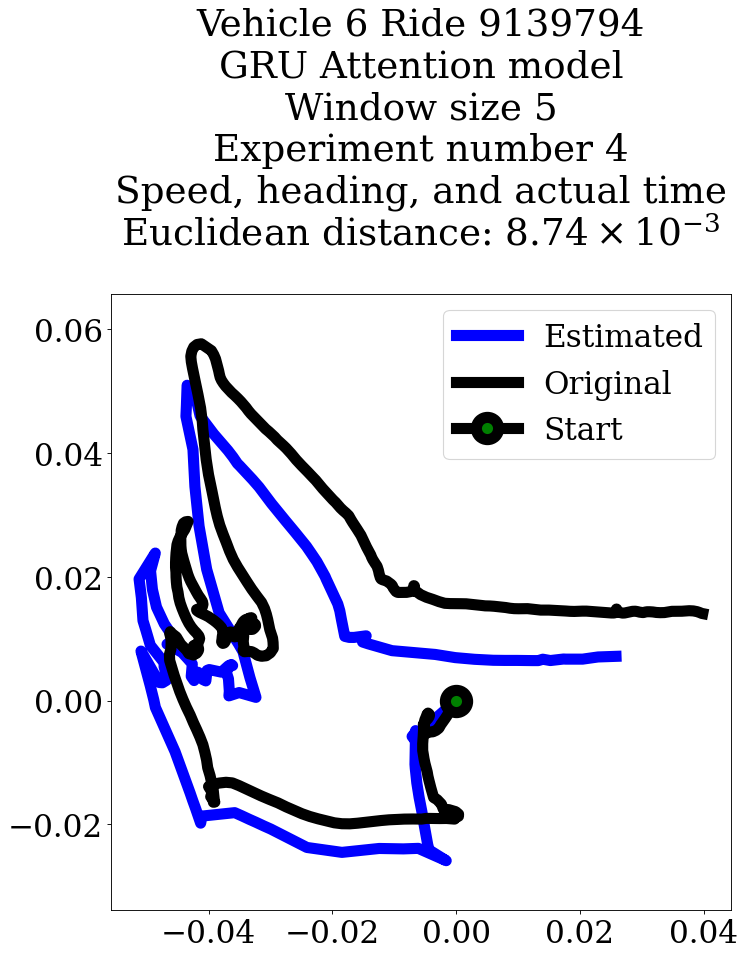 Vehicle 6 Ride 9139794
GRU Attention model
Window size 5
Experiment number 4
Speed, heading, and actual time
Euclidean distance: 8.74 × 10⁻³
Estimated
Original
Start
0.06
0.04
0.02
0.00
−0.02
−0.04
−0.02
0.00
0.02
0.04